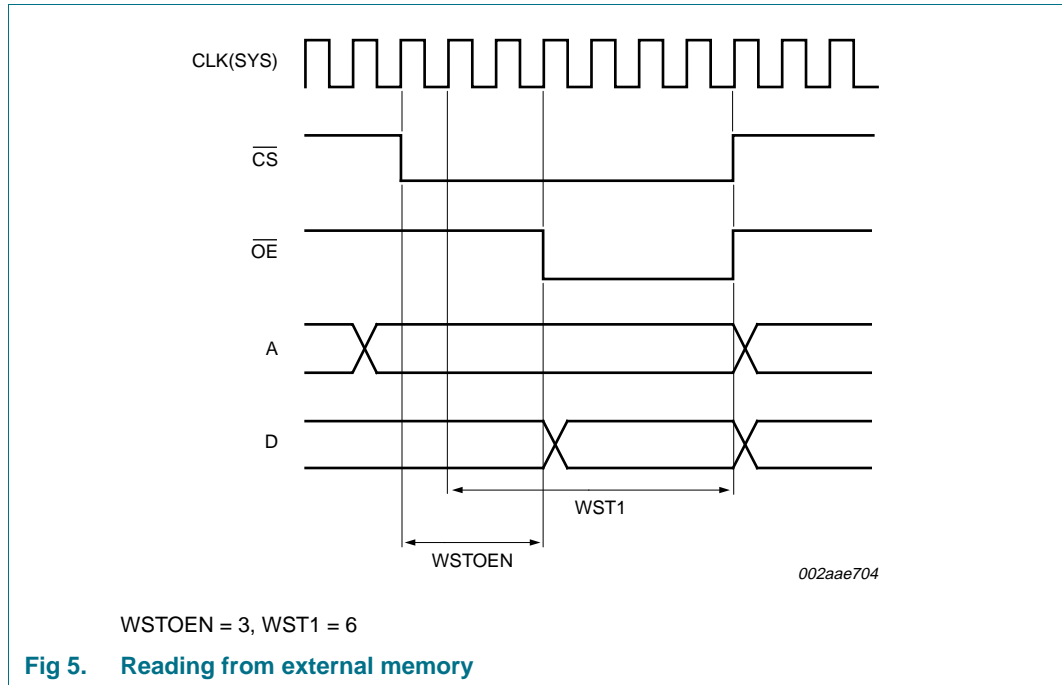 CLK(SYS)
CS
OE
A
D
WST1
WSTOEN
002aae704
WSTOEN = 3, WST1 = 6
Fig 5. Reading from external memory